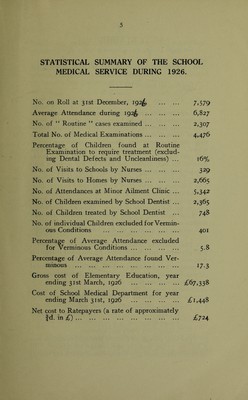 5
STATISTICAL SUMMARY OF THE SCHOOL
MEDICAL SERVICE DURING 1926.
No. on Roll at 31st December, 1926 ... ... 7,579
Average Attendance during 1926 ... ... ... 6,827
No. of “ Routine ” cases examined ... ... ... 2,307
Total No. of Medical Examinations ... ... ... 4,476
Percentage of Children found at Routine
Examination to require treatment (exclud-
ing Dental Defects and Uncleanliness) ... 16%
No. of Visits to Schools by Nurses ... ... ... 329
No. of Visits to Homes by Nurses ... ... ... 2,665
No. of Attendances at Minor Ailment Clinic ... 5,342
No. of Children examined by School Dentist ... 2,365
No. of Children treated by School Dentist ... 748
No. of individual Children excluded for Vermin-
ous Conditions ... ... ... ... ... 401
Percentage of Average Attendance excluded
for Verminous Conditions ... ... ... ... 5.8
Percentage of Average Attendance found Ver-
minous ... ... ... ... ... ... ... 17.3
Gross cost of Elementary Education, year
ending 31st March, 1926 ... ... ... £67,338
Cost of School Medical Department for year
ending March 31st, 1926 ... ... ... ... £1,448
Net cost to Ratepayers (a rate of approximately
d. in £) ... ... ... ... ... ... ... £724